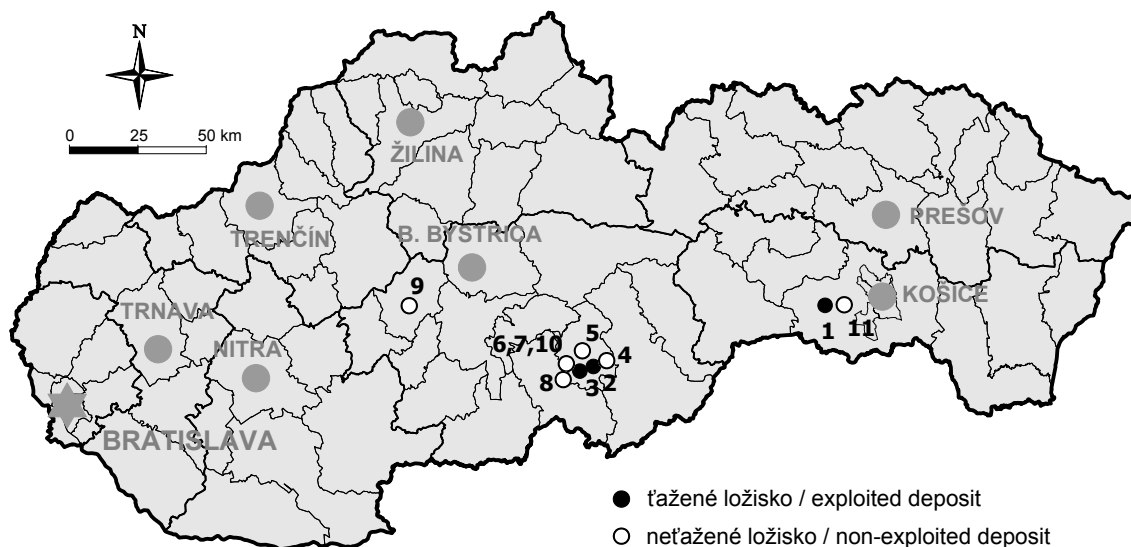 N
0 25 50 km
ŽILINA
TRENČÍN
B. BYSTRICA
PREŠOV
9
KOŠICE
TRNAVA
1 11
NITRA
6,7,10
5
4
8
3
2
BRATISLAVA
ťažené ložisko / exploited deposit
neťažené ložisko / non-exploited deposit